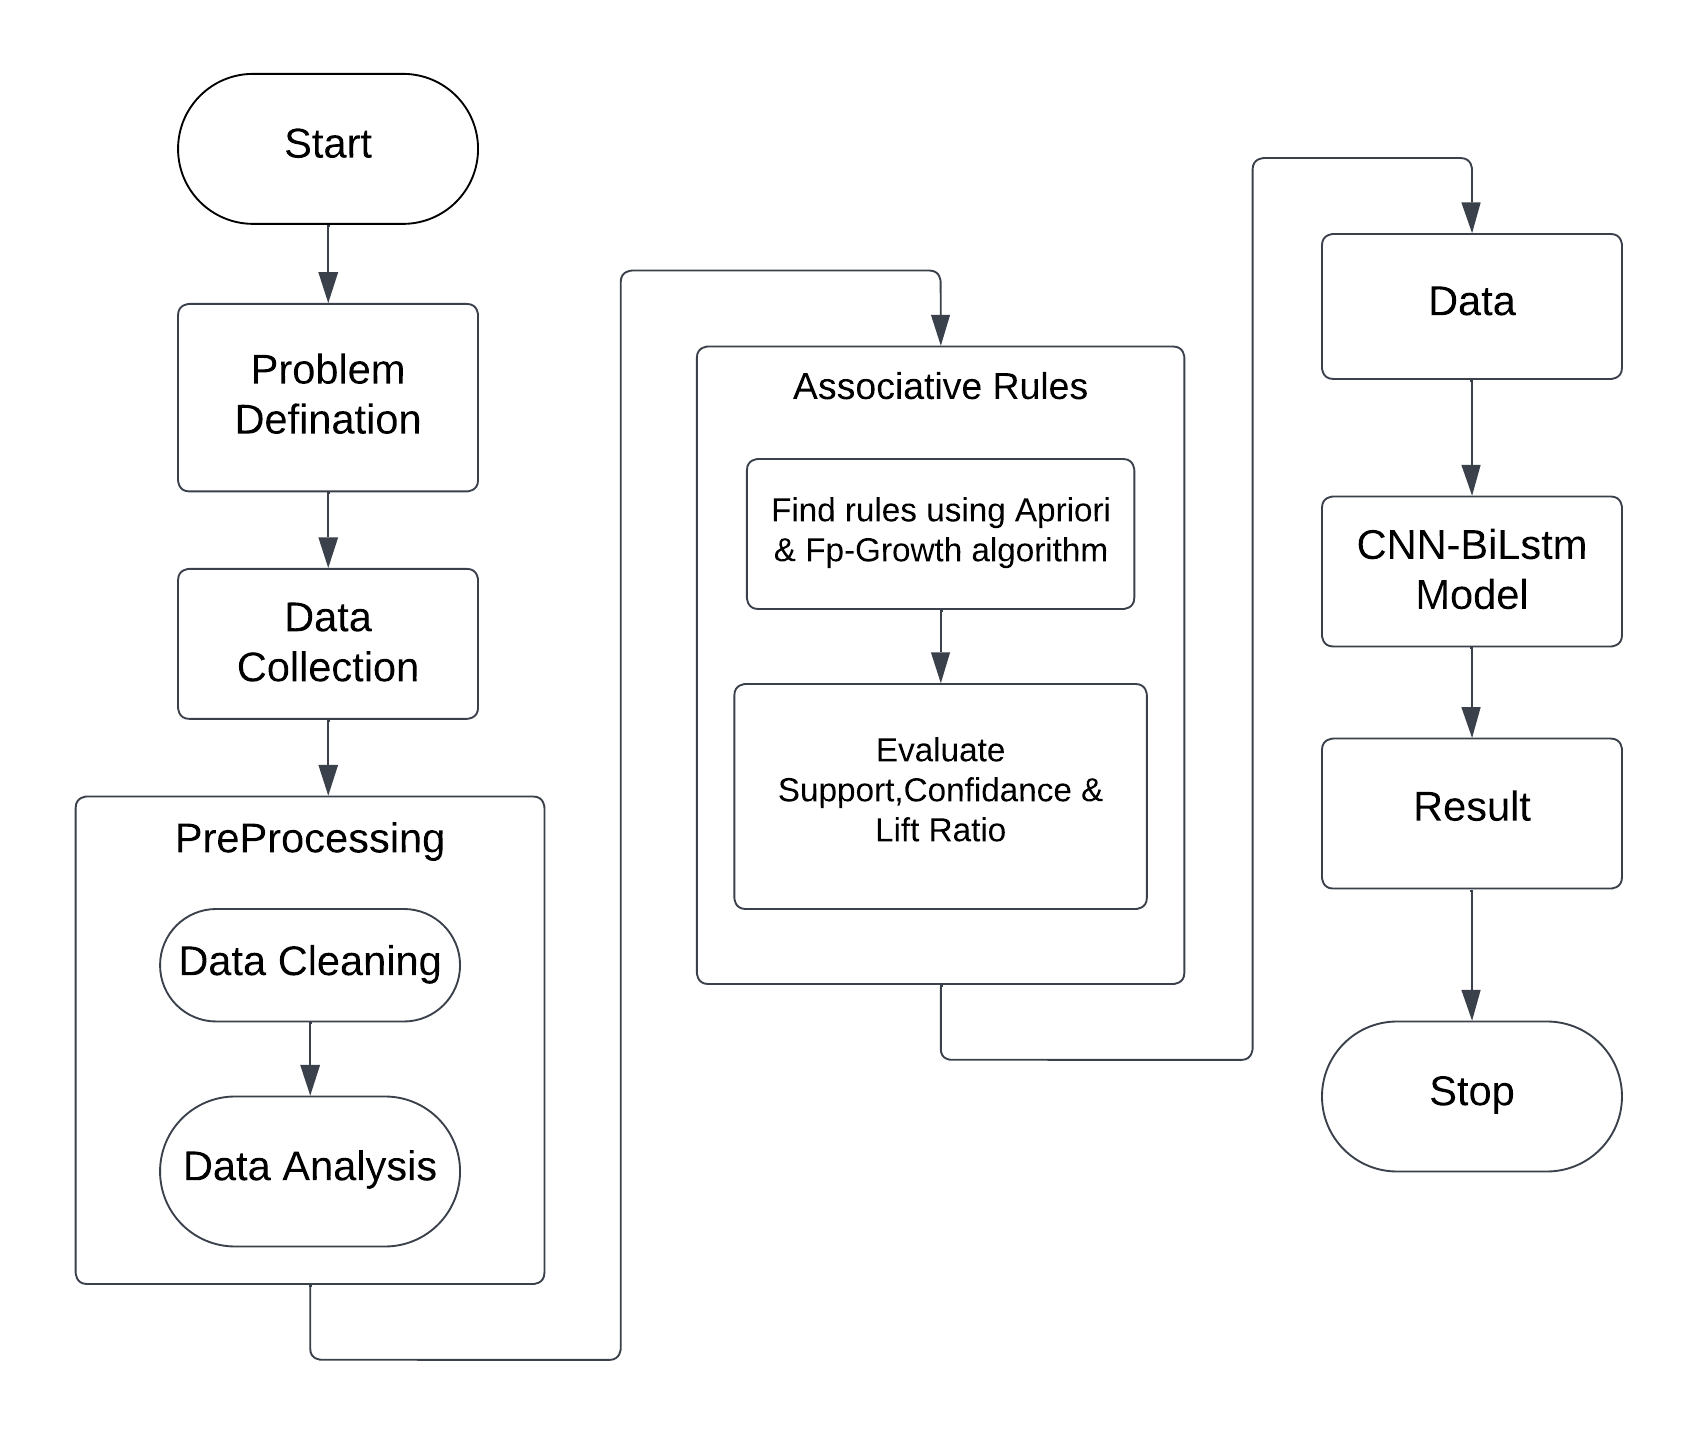 Start
Problem
Defination
Data
Collection
PreProcessing
Data Cleaning
Data Analysis
Associative Rules
Find rules using Apriori
& Fp-Growth algorithm
Evaluate
Support,Confidance &
Lift Ratio
Data
CNN-BiLstm
Model
Result
Stop